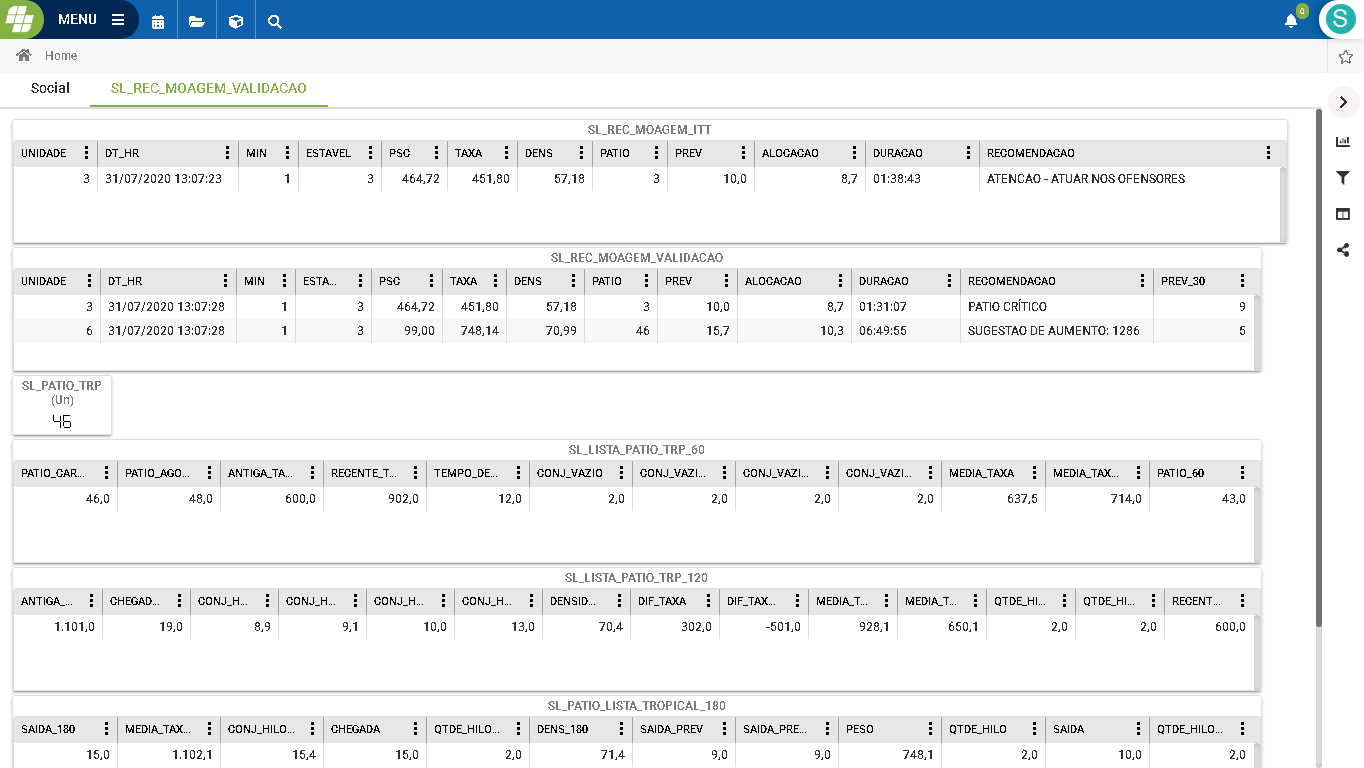 MENU
0
S
Home
Social SL_REC_MOAGEM_VALIDACAO
SL_REC_MOAGEM_ITT
UNIDADE DT_HR MIN ESTAVEL PSC TAXA DENS PATIO PREV ALOCACAO DURACAO RECOMENDACAO
3 31/07/2020 13:07:23 1 3 464,72 451,80 57,18 3 10,0 8,7 01:38:43 ATENCAO - ATUAR NOS OFENSORES
SL_REC_MOAGEM_VALIDACAO
UNIDADE DT_HR MIN ESTA... PSC TAXA DENS PATIO PREV ALOCACAO DURACAO RECOMENDACAO PREV_30
3 31/07/2020 13:07:28 1 3 464,72 451,80 57,18 3 10,0 8,7 01:31:07 PATIO CRÍTICO 9
6 31/07/2020 13:07:28 1 3 99,00 748,14 70,99 46 15,7 10,3 06:49:55 SUGESTAO DE AUMENTO: 1286 5
SL_PATIO_TRP
(Un)
46
SL_LISTA_PATIO_TRP_60
PATIO_CAR... PATIO_AGO... ANTIGA_TA... RECENTE_T... TEMPO_DE... CONJ_VAZIO CONJ_VAZI... CONJ_VAZI... CONJ_VAZI... MEDIA_TAXA MEDIA_TAX... PATIO_60
46,0 48,0 600,0 902,0 12,0 2,0 2,0 2,0 2,0 637,5 714,0 43,0
SL_LISTA_PATIO_TRP_120
ANTIGA_... CHEGAD... CONJ_H... CONJ_H... CONJ_H... CONJ_H... DENSID... DIF_TAXA DIF_TAX... MEDIA_T... MEDIA_T... QTDE_HI... QTDE_HI... RECENT...
1.101,0 19,0 8,9 9,1 10,0 13,0 70,4 302,0 -501,0 928,1 650,1 2,0 2,0 600,0
SL_PATIO_LISTA_TROPICAL_180
SAIDA_180 MEDIA_TAX... CONJ_HILO... CHEGADA QTDE_HILO... DENS_180 SAIDA_PREV SAIDA_PRE... PESO QTDE_HILO SAIDA QTDE_HILO...
15,0 1.102,1 15,4 15,0 2,0 71,4 9,0 9,0 748,1 2,0 10,0 2,0